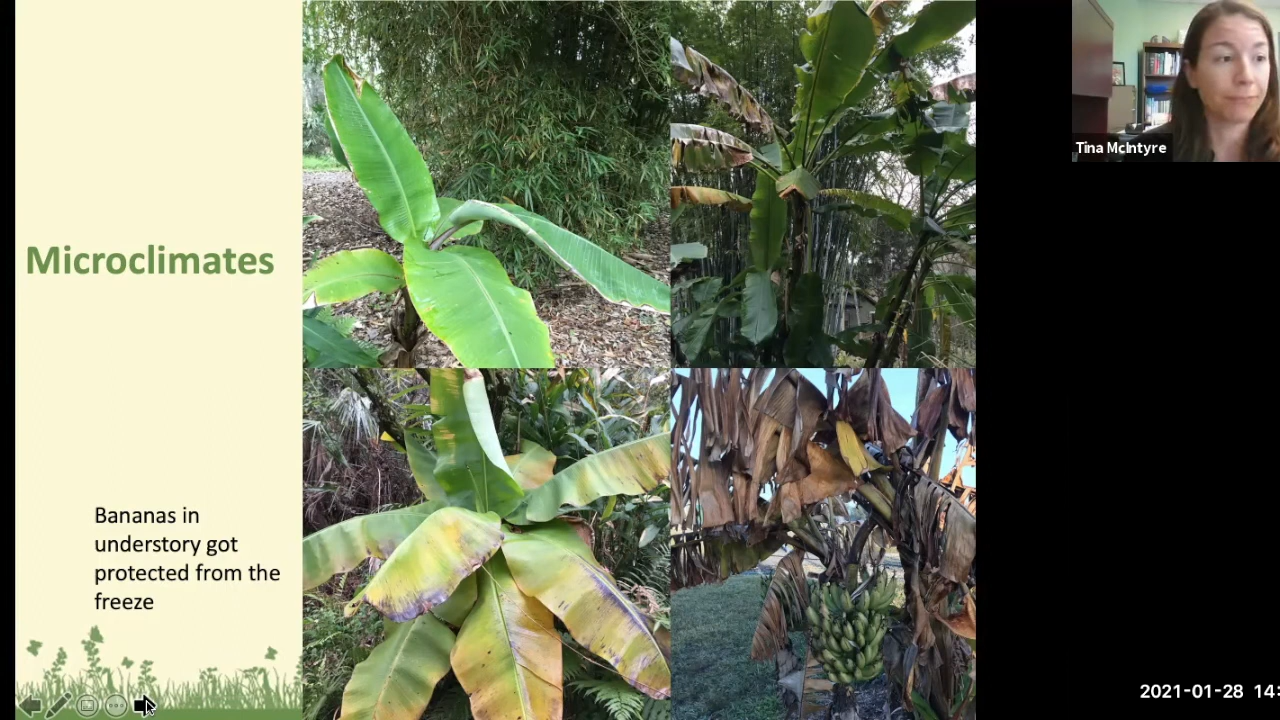 Microclimates
Bananas in
understory got
protected from the
freeze
Tina McIntyre
2021-01-28 14: